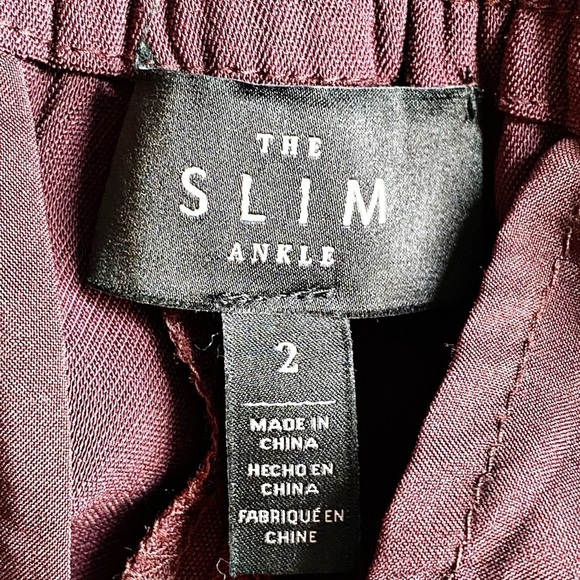 THE
SLIM
ANKLE
2
MADE IN
CHINA
HECHO EN
CHINA
FABRIQUÉ EN
CHINE